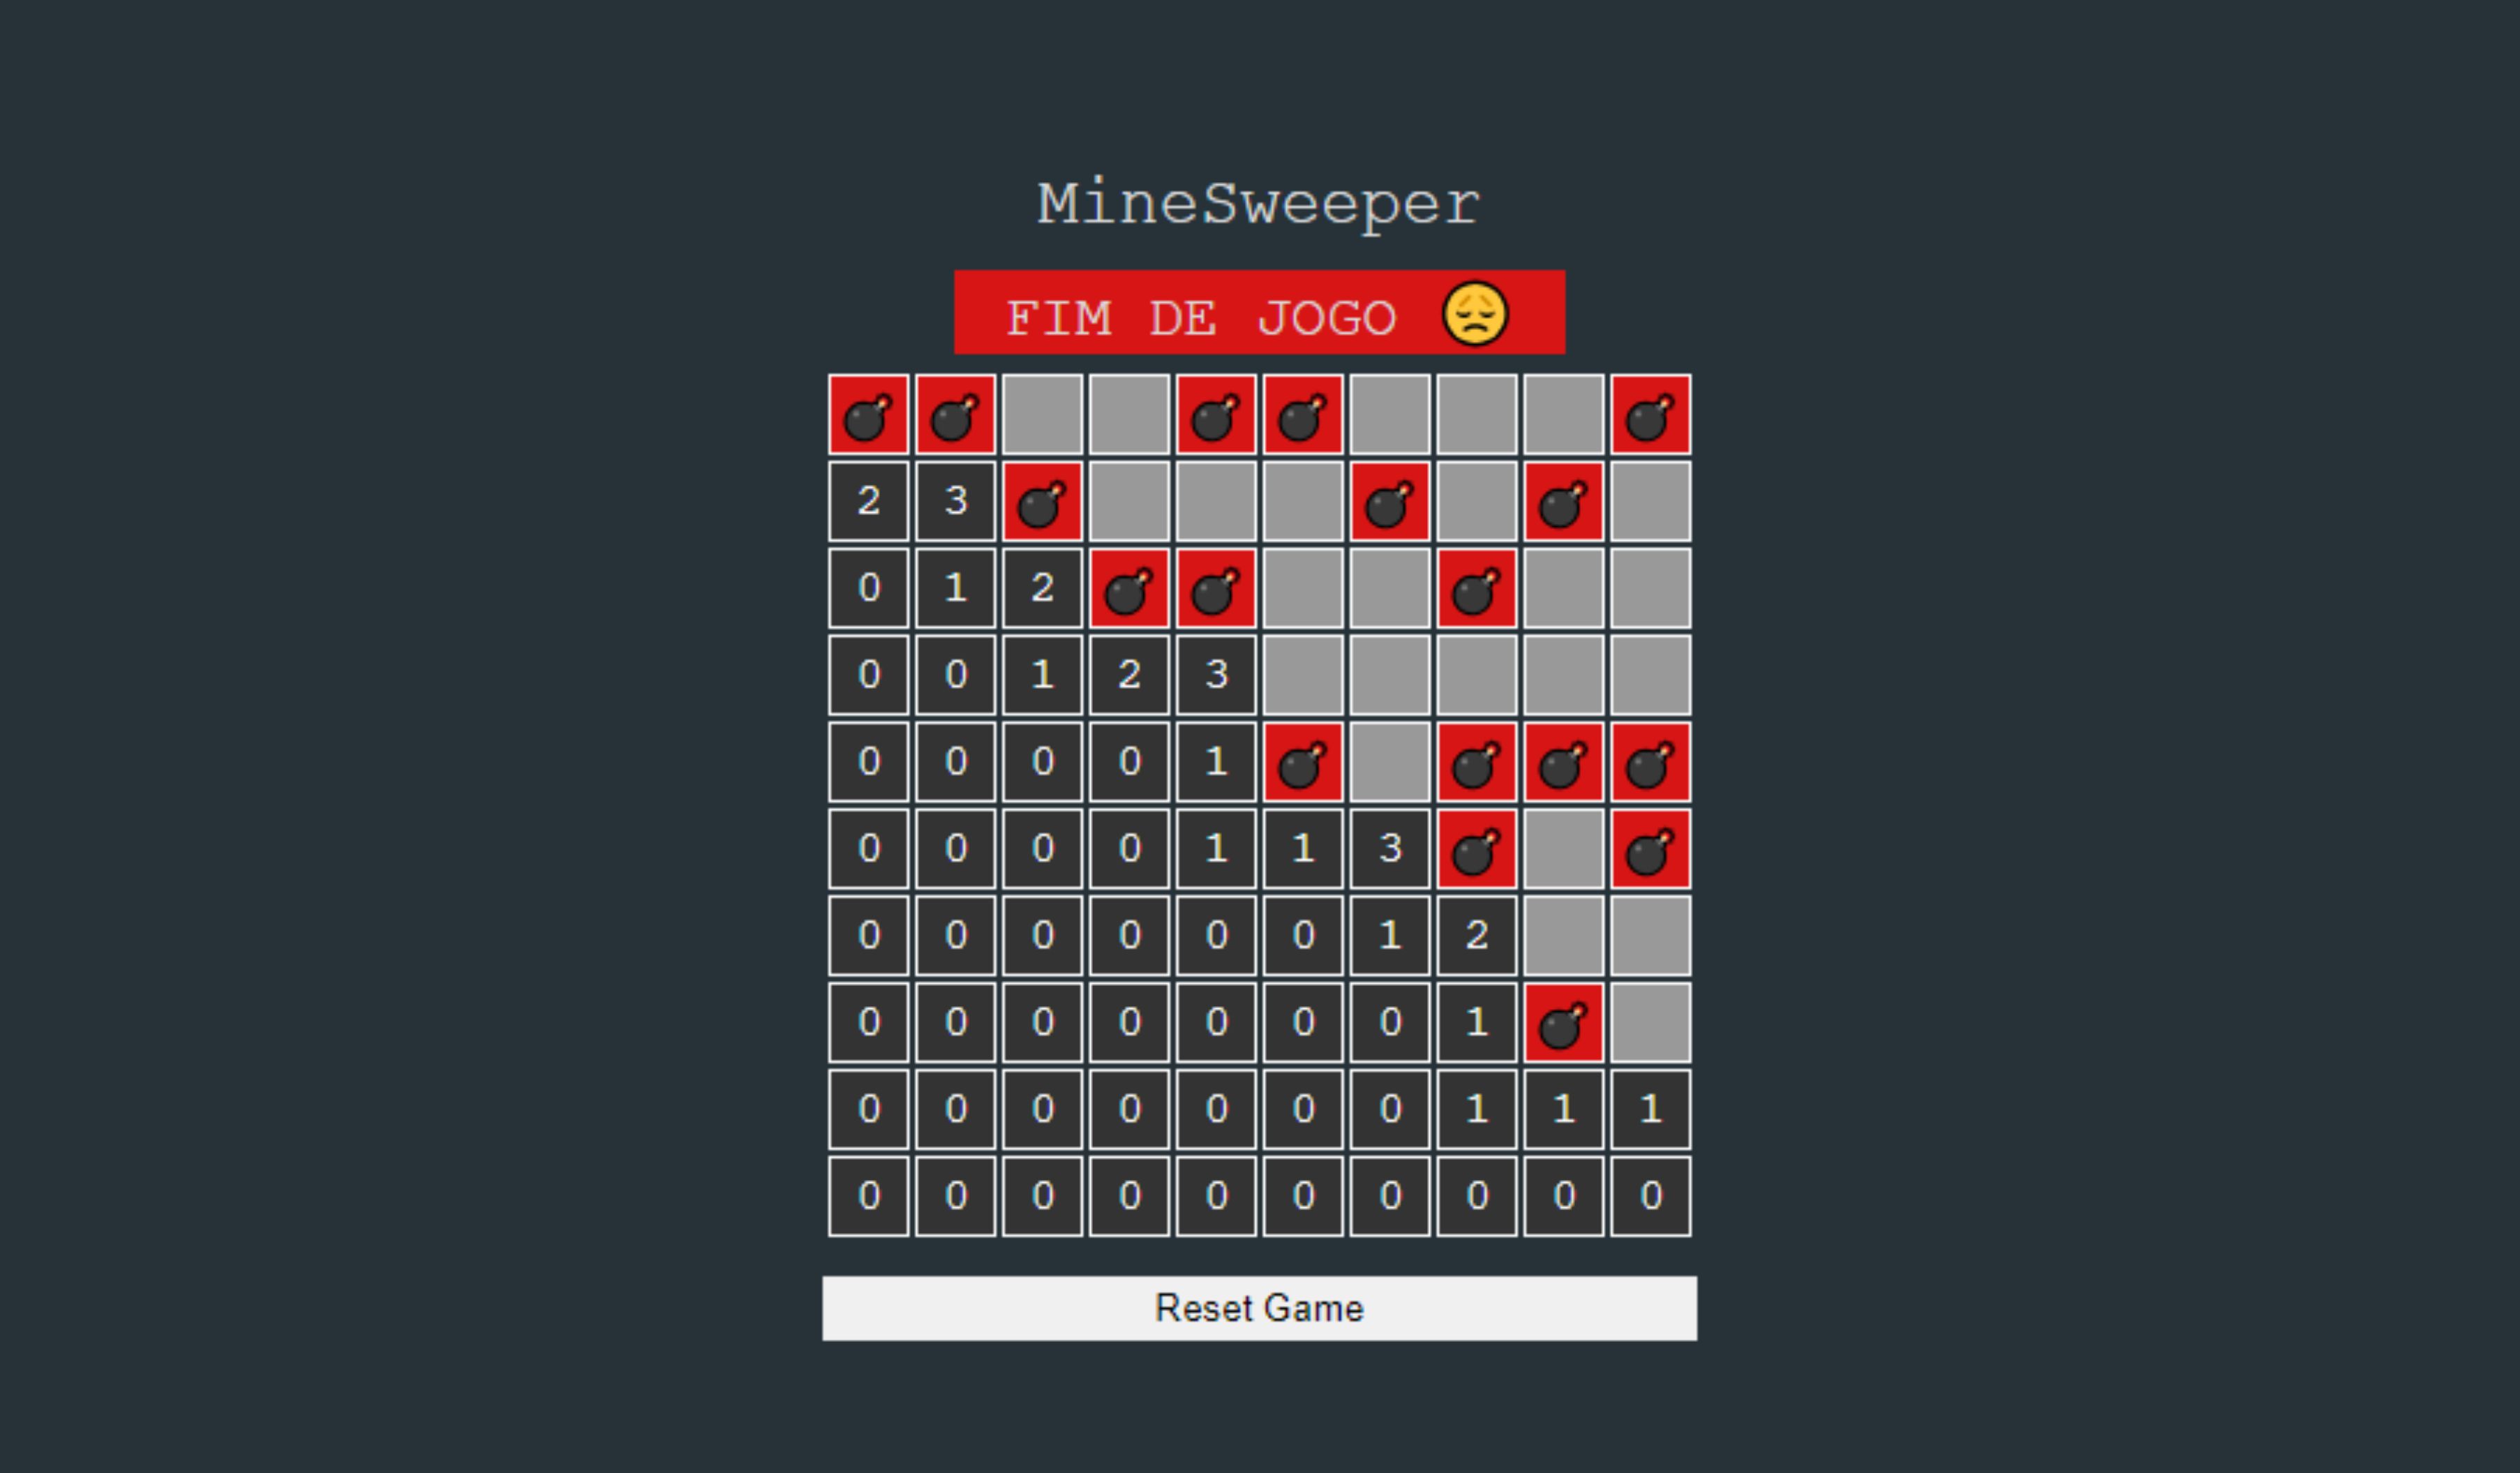 MineSweeper
FIM DE JOGO 😞
2 3
0 1 2
0 0 1 2 3
0 0 0 0 1
0 0 0 0 1 1 3
0 0 0 0 0 0 1 2
0 0 0 0 0 0 0 1
0 0 0 0 0 0 0 1 1 1
0 0 0 0 0 0 0 0 0 0
Reset Game